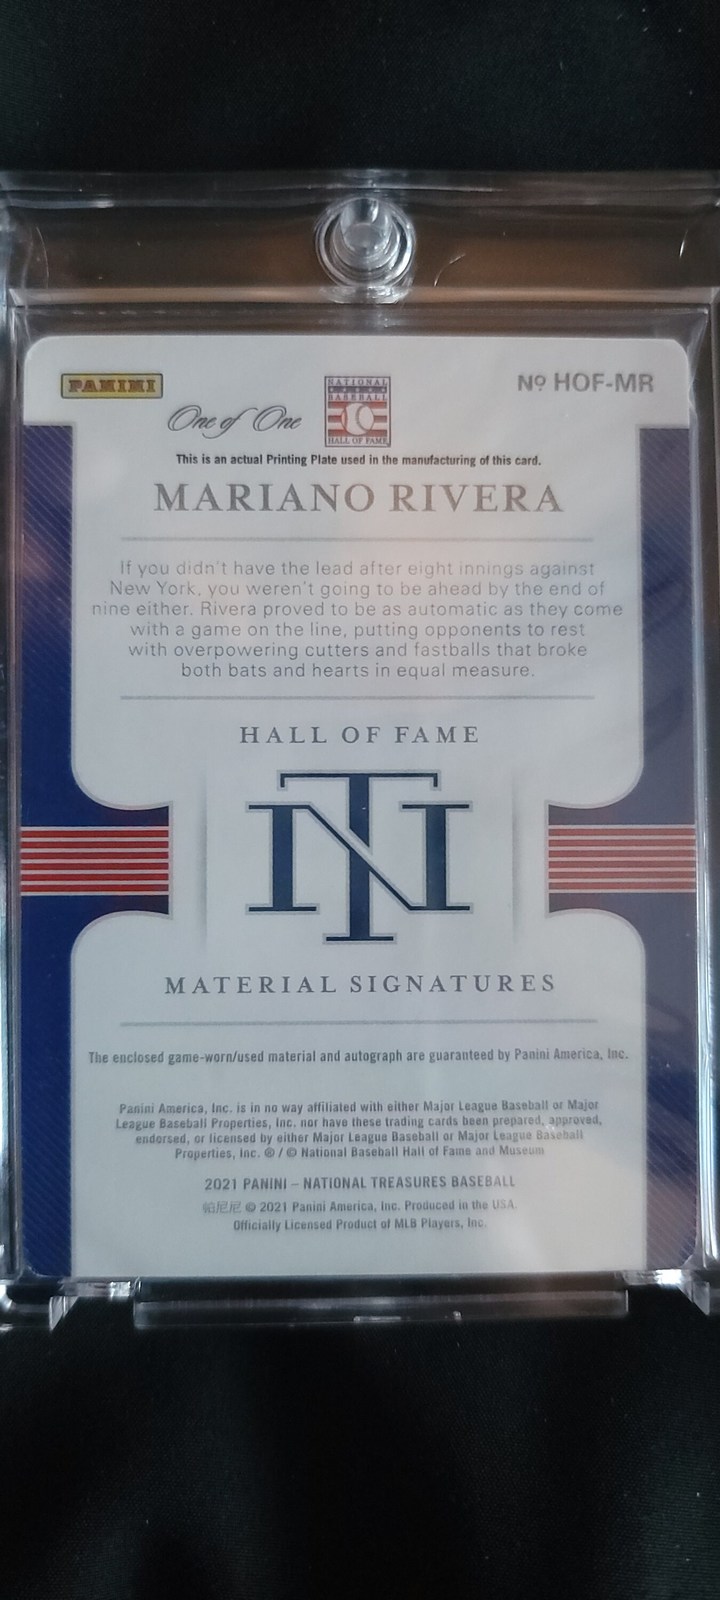 PANINI
One of One
NATIONAL
BASEBALL
HALL OF FAME
Nº HOF-MR
This is an actual Printing Plate used in the manufacturing of this card.
MARIANO RIVERA
If you didn't have the lead after eight innings against
New York, you weren't going to be ahead by the end of
nine either. Rivera proved to be as automatic as they come
with a game on the line, putting opponents to rest
with overpowering cutters and fastballs that broke
both bats and hearts in equal measure.
HALL OF FAME
NT
MATERIAL SIGNATURES
The enclosed game-worn/used material and autograph are guaranteed by Panini America, Inc.
Panini America, Inc. is in no way affiliated with either Major League Baseball or Major
League Baseball Properties, Inc. nor have these trading cards been prepared, approved,
endorsed, or licensed by either Major League Baseball or Major League Baseball
Properties, Inc. ® / © National Baseball Hall of Fame and Museum
2021 PANINI – NATIONAL TREASURES BASEBALL
帕尼尼 © 2021 Panini America, Inc. Produced in the USA.
Officially Licensed Product of MLB Players, Inc.